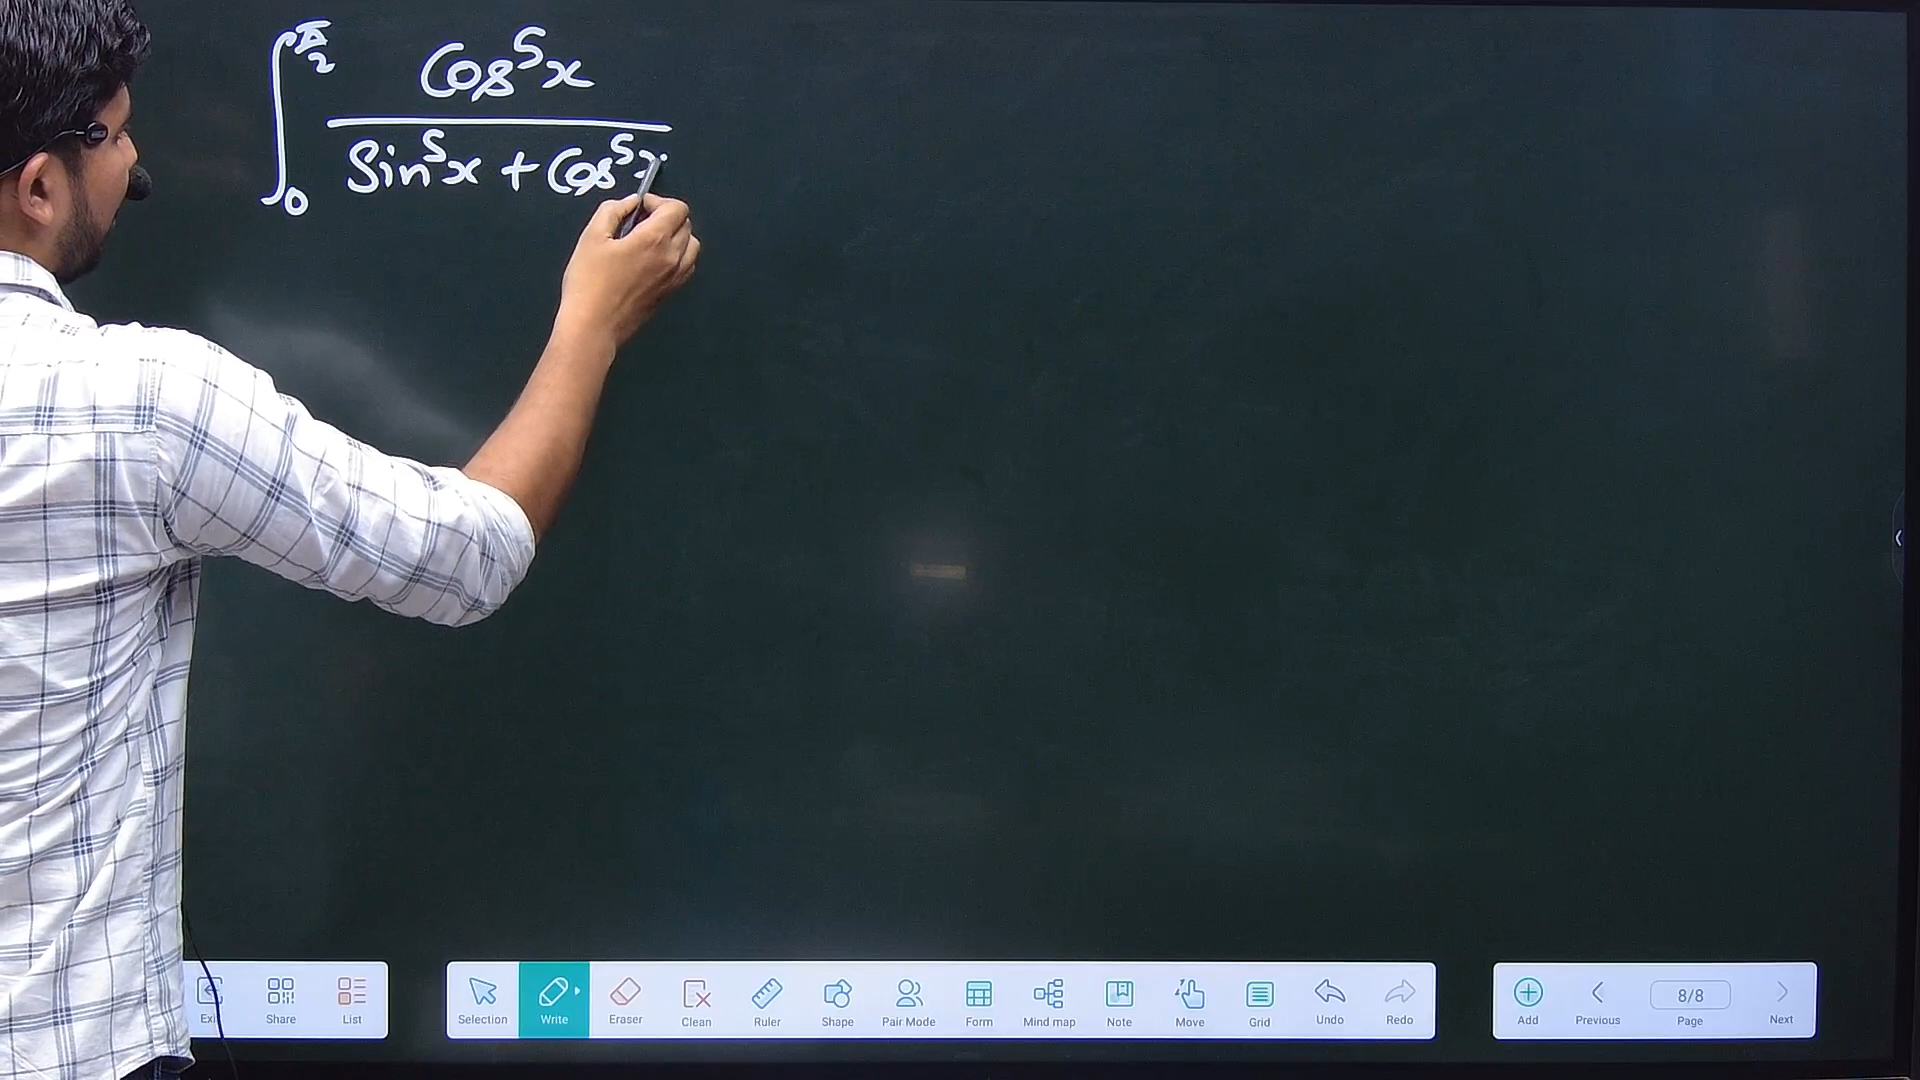 ∫₀^(π/2) Cos⁵x / (Sin⁵x + Cos⁵x
Share
List
Selection
Write
Eraser
Clean
Ruler
Shape
Pair Mode
Form
Mind map
Note
Move
Grid
Undo
Redo
Add
Previous
8/8
Page
Next